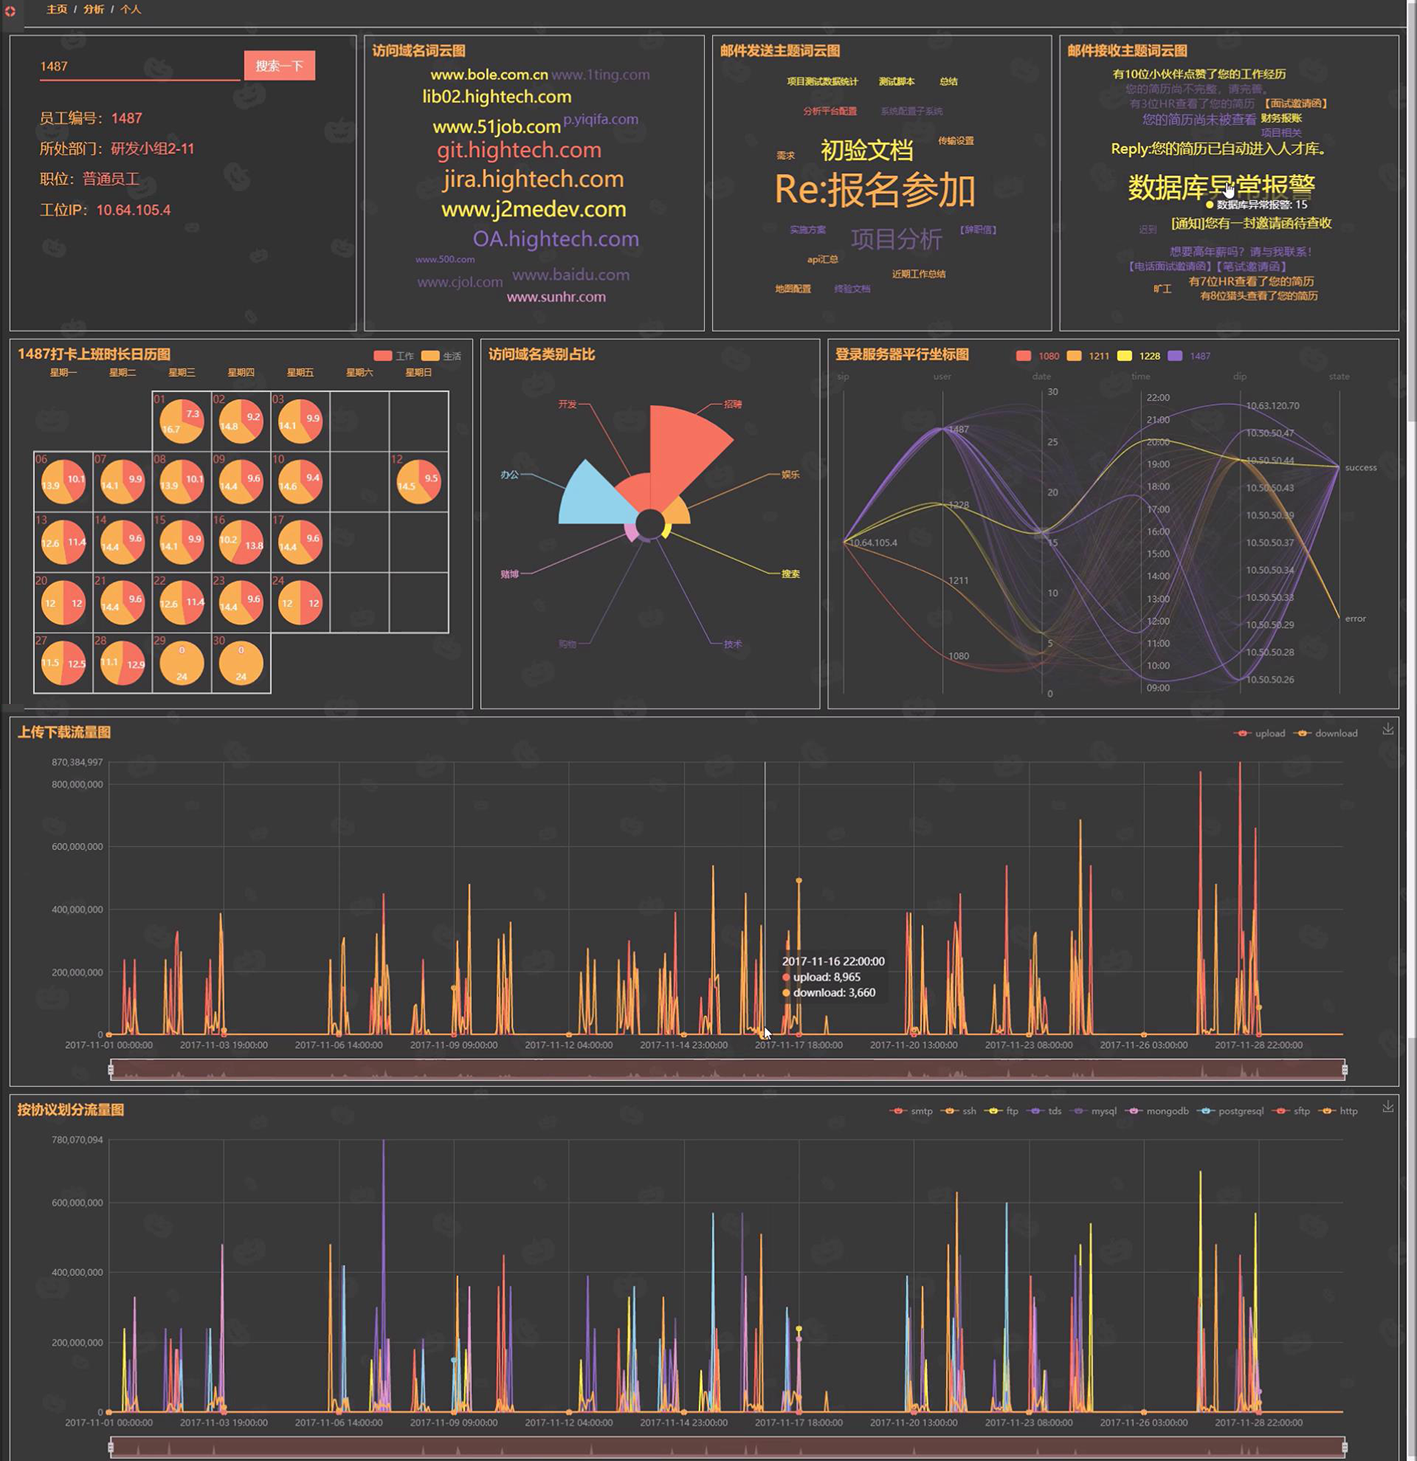 主页 / 分析 / 个人
1487
搜索一下
员工编号：1487
所处部门：研发小组2-11
职位：普通员工
工位IP：10.64.105.4
访问域名词云图
www.bole.com.cn www.1ting.com
lib02.hightech.com
www.51job.com p.yiqifa.com
git.hightech.com
jira.hightech.com
www.j2medev.com
OA.hightech.com
www.500.com
www.cjol.com www.baidu.com
www.sunhr.com
邮件发送主题词云图
项目测试数据统计 测试脚本 总结
分析平台配置 系统配置子系统
需求 初验文档 传输设置
Re:报名参加
实施方案 项目分析 【辞职信】
api汇总
近期工作总结
地图配置 终验文档
邮件接收主题词云图
有10位小伙伴点赞了您的工作经历
您的简历尚不完整，请完善。
有3位HR查看了您的简历 【面试邀请函】
您的简历尚未被查看 财务报账
项目相关
Reply:您的简历已自动进入人才库。
数据库异常报警
数据库异常报警: 15
迟到 [通知]您有一封邀请函待查收
想要高年薪吗？请与我联系！
【电话面试邀请函】【笔试邀请函】
旷工 有7位HR查看了您的简历
有8位猎头查看了您的简历
1487打卡上班时长日历图
工作 生活
星期一 星期二 星期三 星期四 星期五 星期六 星期日
01 7.3 16.7 02 9.2 14.8 03 9.9 14.1
06 10.1 13.9 07 9.9 14.1 08 10.1 13.9 09 9.6 14.4 10 9.4 14.6 12 9.5 14.5
13 11.4 12.6 14 9.6 14.4 15 9.9 14.1 16 13.8 10.2 17 9.6 14.4
20 12 12 21 9.6 14.4 22 11.4 12.6 23 9.6 14.4 24 12 12
27 12.5 11.5 28 12.9 11.1 29 0 24 30 0 24
访问域名类别占比
开发 招聘
办公 娱乐
赌博 搜索
购物 技术
登录服务器平行坐标图
1080 1211 1228 1487
sip user date time dip state
10.64.105.4
1487
1228
1211
1080
30
25
20
15
10
5
0
22:00
21:00
20:00
19:00
18:00
17:00
16:00
15:00
14:00
13:00
12:00
11:00
10:00
09:00
10.63.120.70
10.50.50.47
10.50.50.44
10.50.50.43
10.50.50.39
10.50.50.37
10.50.50.34
10.50.50.33
10.50.50.29
10.50.50.28
10.50.50.26
success
error
上传下载流量图
upload download
870,384,997
800,000,000
600,000,000
400,000,000
200,000,000
0
2017-11-16 22:00:00
upload: 8,965
download: 3,660
2017-11-01 00:00:00 2017-11-03 19:00:00 2017-11-06 14:00:00 2017-11-09 09:00:00 2017-11-12 04:00:00 2017-11-14 23:00:00 2017-11-17 18:00:00 2017-11-20 13:00:00 2017-11-23 08:00:00 2017-11-26 03:00:00 2017-11-28 22:00:00
按协议划分流量图
smtp ssh ftp tds mysql mongodb postgresql sftp http
780,070,094
600,000,000
400,000,000
200,000,000
0
2017-11-01 00:00:00 2017-11-03 19:00:00 2017-11-06 14:00:00 2017-11-09 09:00:00 2017-11-12 04:00:00 2017-11-14 23:00:00 2017-11-17 18:00:00 2017-11-20 13:00:00 2017-11-23 08:00:00 2017-11-26 03:00:00 2017-11-28 22:00:00